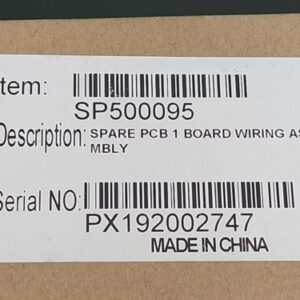 tem:
SP500095
Description: SPARE PCB 1 BOARD WIRING AS
MBLY
Serial NO:
PX192002747
MADE IN CHINA